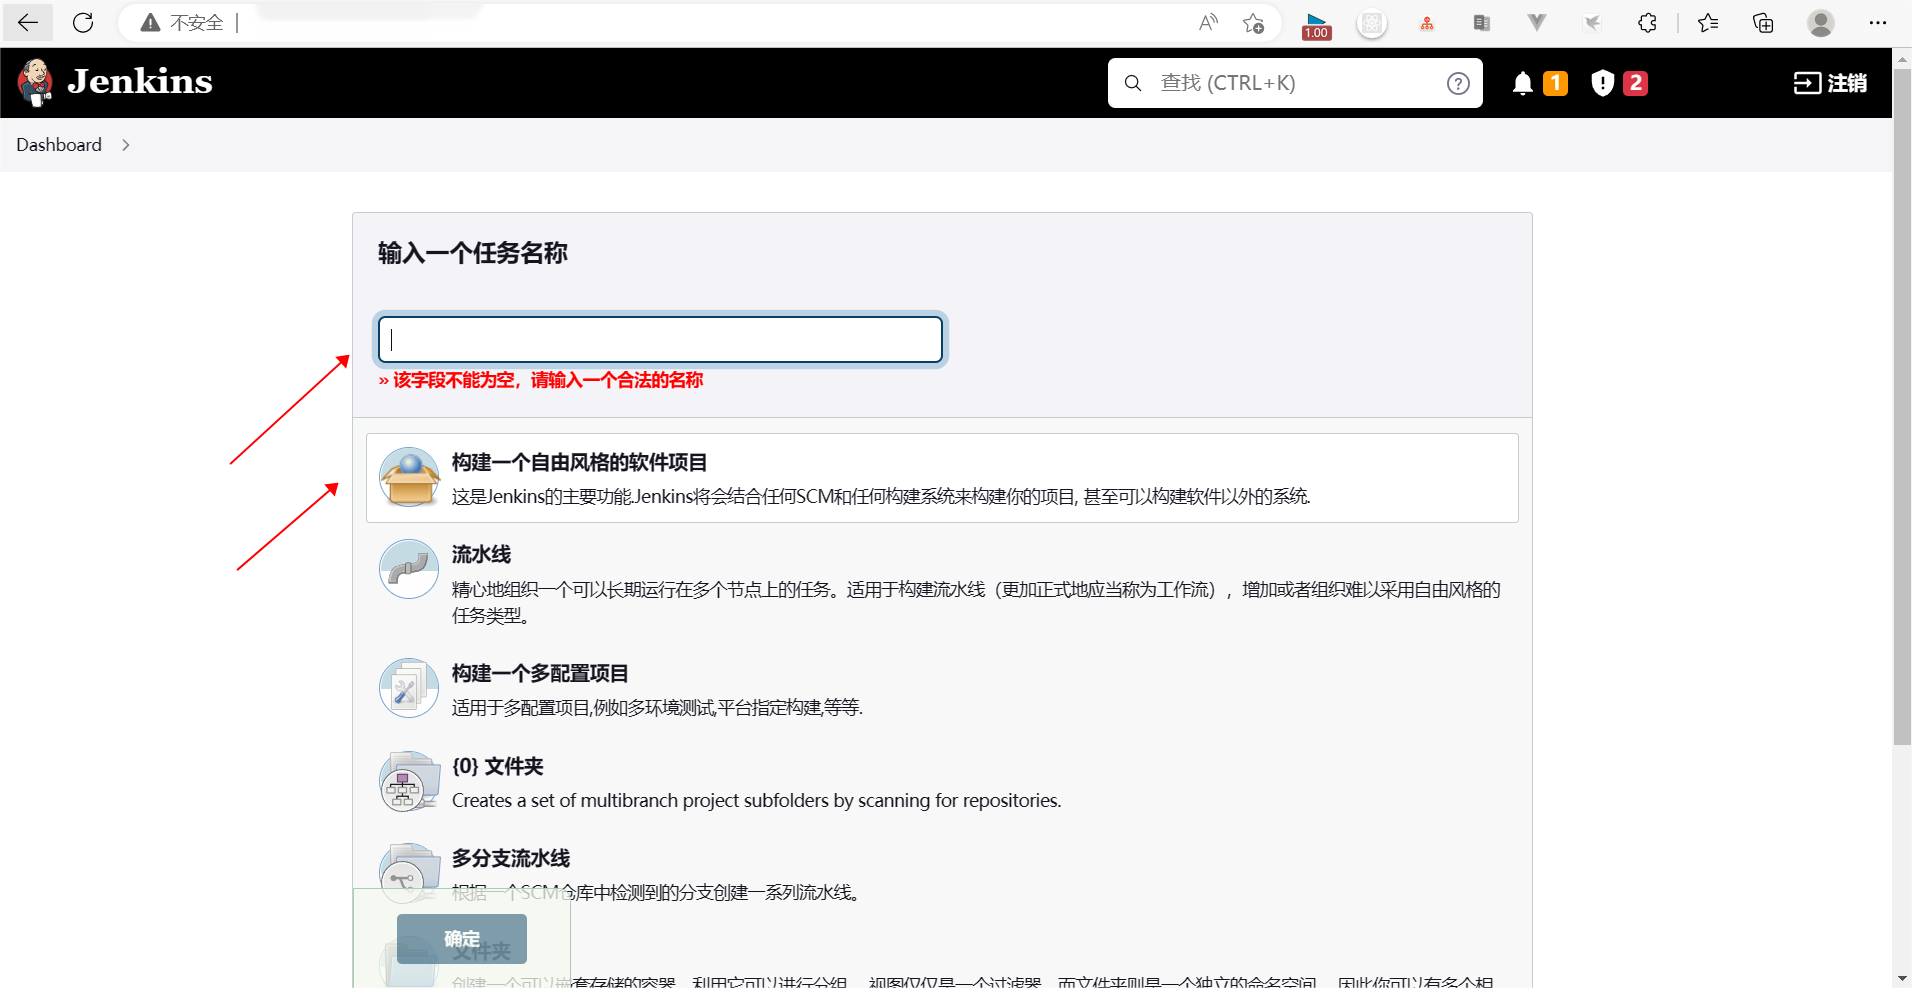 不安全
A))
1.00
Jenkins
查找 (CTRL+K)
?
1
2
注销
Dashboard
输入一个任务名称
» 该字段不能为空，请输入一个合法的名称
构建一个自由风格的软件项目
这是Jenkins的主要功能.Jenkins将会结合任何SCM和任何构建系统来构建你的项目, 甚至可以构建软件以外的系统.
流水线
精心地组织一个可以长期运行在多个节点上的任务。适用于构建流水线（更加正式地应当称为工作流），增加或者组织难以采用自由风格的
任务类型。
构建一个多配置项目
适用于多配置项目,例如多环境测试,平台指定构建,等等.
{0} 文件夹
Creates a set of multibranch project subfolders by scanning for repositories.
多分支流水线
根据一个SCM仓库中检测到的分支创建一系列流水线。
确定
文件夹
创建一个可以嵌套存储的容器。利用它可以进行分组。 视图仅仅是一个过滤器，而文件夹则是一个独立的命名空间， 因此你可以有多个相